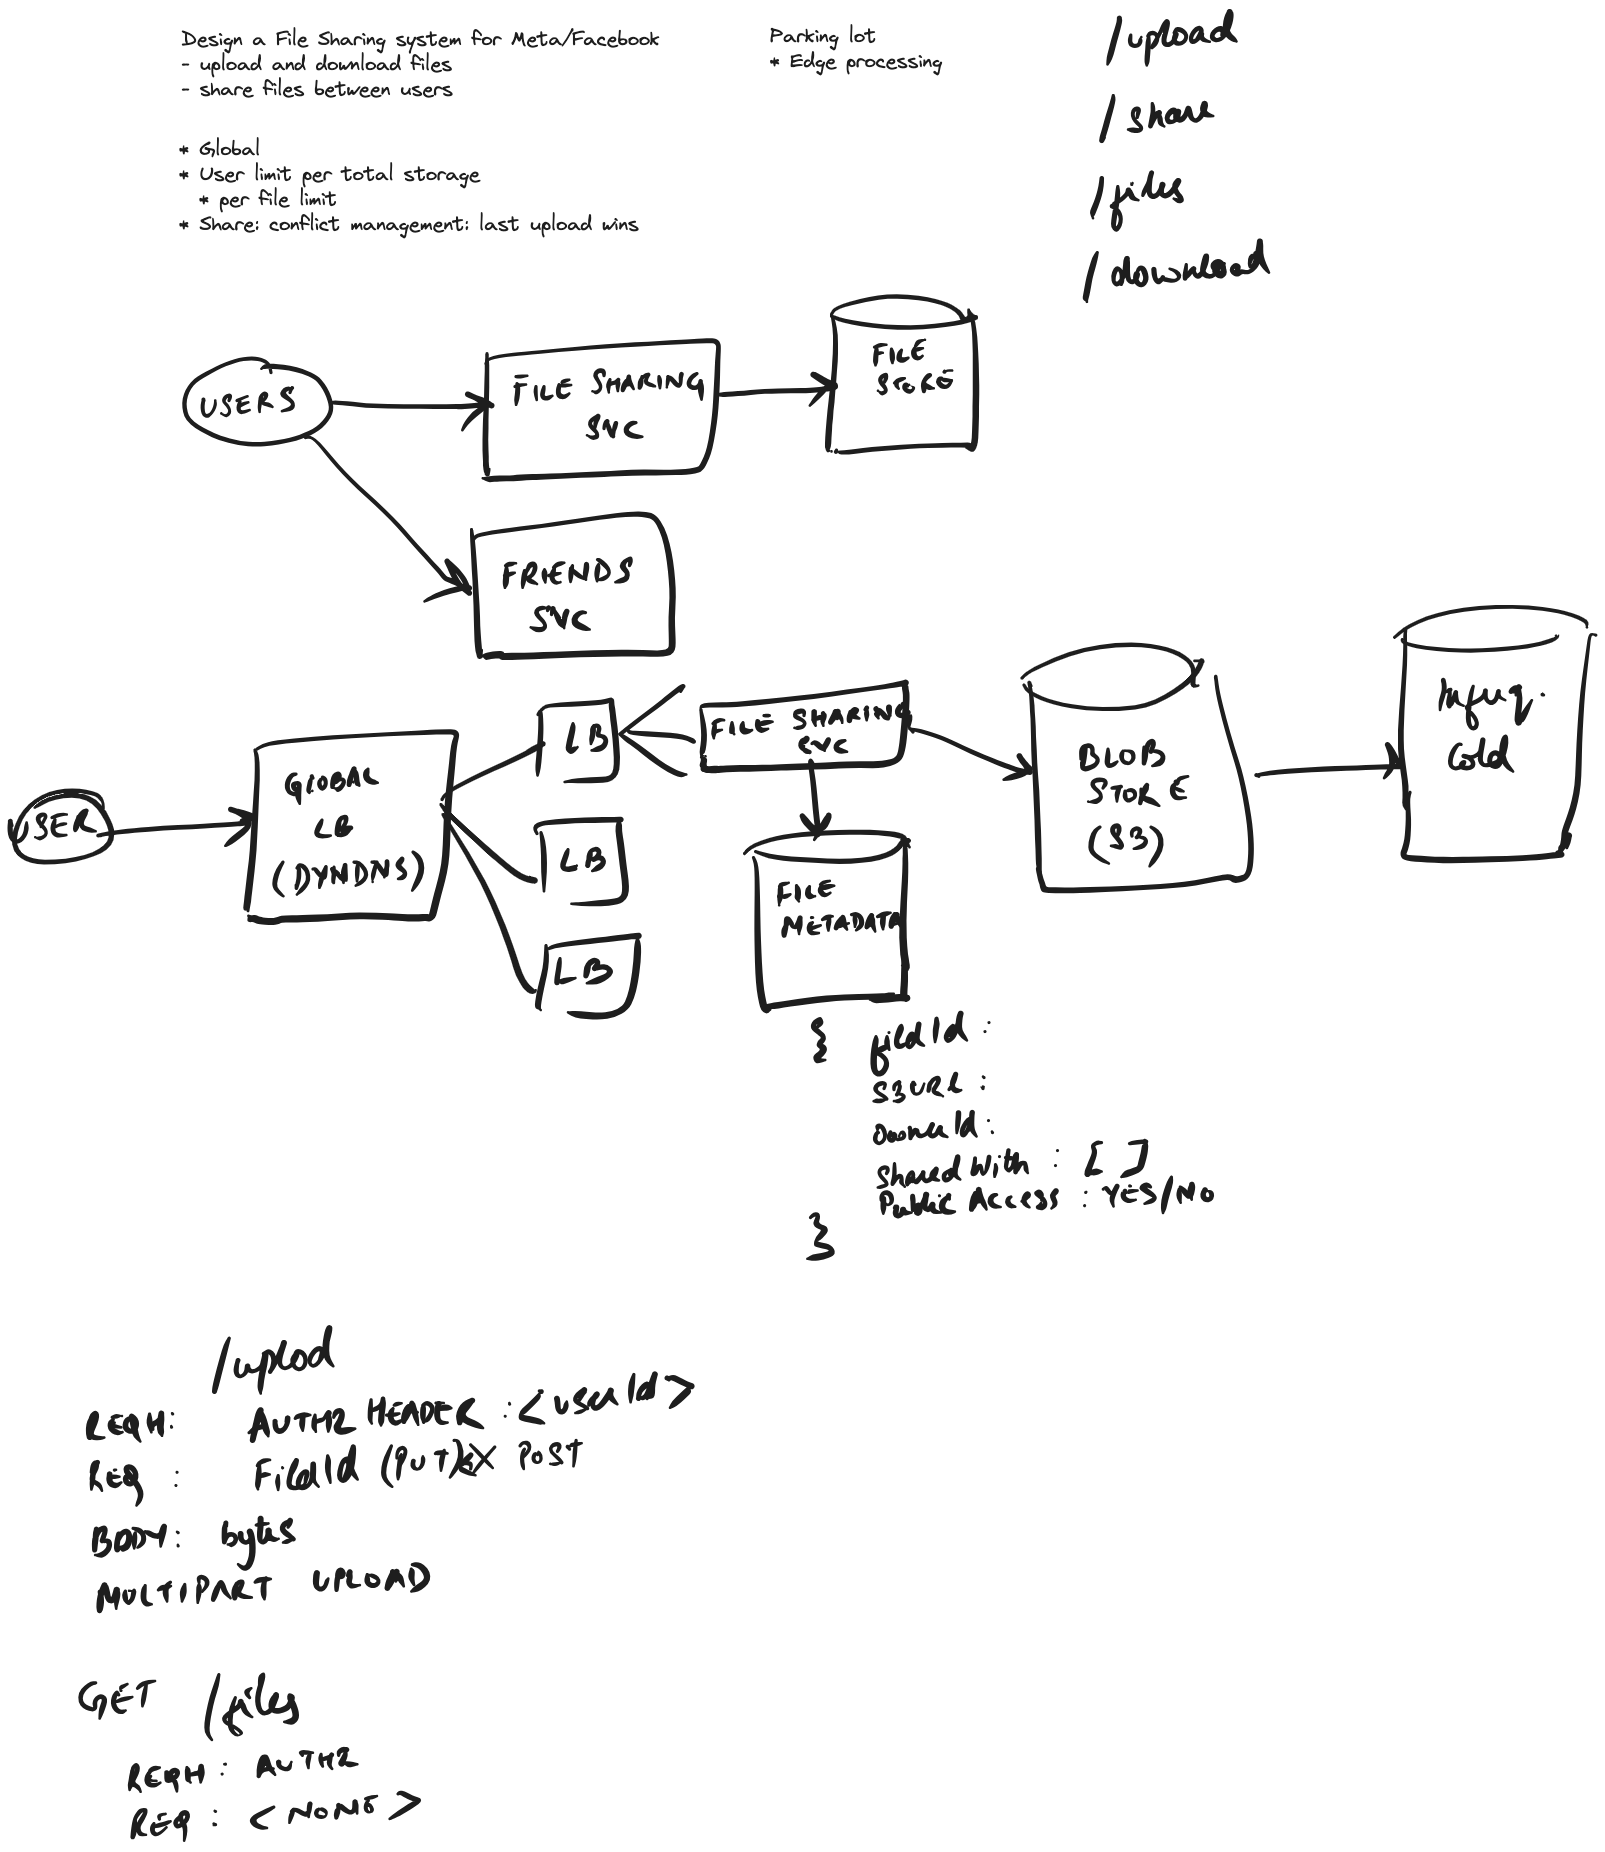 Design a File Sharing system for Meta/Facebook
- upload and download files
- share files between users
* Global
* User limit per total storage
* per file limit
* Share: conflict management: last upload wins
Parking lot
* Edge processing
/upload
/share
/files
/download
USERS
FILE SHARING
SVC
FILE
STORE
FRIENDS
SVC
USER
GLOBAL
LB
(DYNDNS)
LB
LB
LB
FILE SHARING
SVC
FILE
METADATA
BLOB
STORE
(S3)
Infuq.
Cold
{
fileId :
S3URL :
OwnerId :
Shared With : [ ]
Public Access : YES/NO
}
/uplod
REQH: AUTHZ HEADER : <userId>
REQ : FileId (PUT) X POST
BODY: bytes
MULTIPART UPLOAD
GET /files
REQH : AUTHZ
REQ : <NONE>